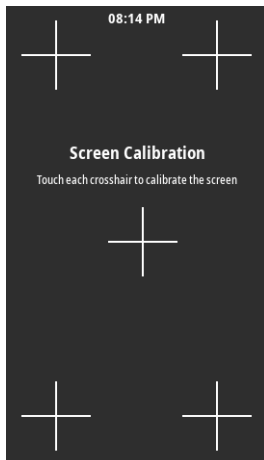 08:14 PM
Screen Calibration
Touch each crosshair to calibrate the screen